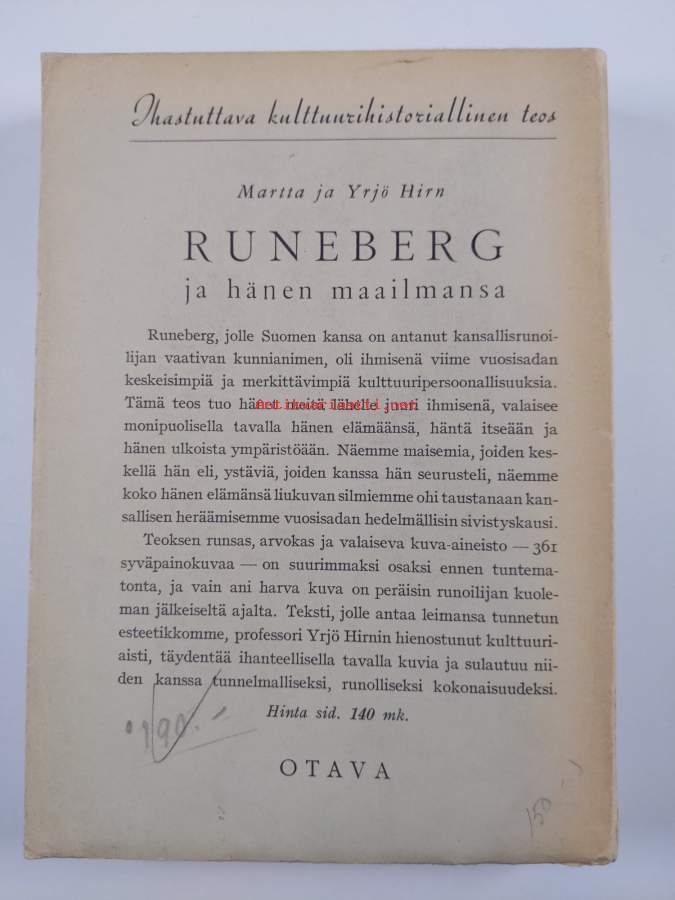 Ihastuttava kulttuurihistoriallinen teos
Martta ja Yrjö Hirn
RUNEBERG
ja hänen maailmansa
Runeberg, jolle Suomen kansa on antanut kansallisrunoi-
lijan vaativan kunnianimen, oli ihmisenä viime vuosisadan
keskeisimpiä ja merkittävimpiä kulttuuripersoonallisuuksia.
Tämä teos tuo hänet meitä lähelle juuri ihmisenä, valaisee
antikvariaatti.net
monipuolisella tavalla hänen elämäänsä, häntä itseään ja
hänen ulkoista ympäristöään. Näemme maisemia, joiden kes-
kellä hän eli, ystäviä, joiden kanssa hän seurusteli, näemme
koko hänen elämänsä liukuvan silmiemme ohi taustanaan kan-
sallisen heräämisemme vuosisadan hedelmällisin sivistyskausi.
Teoksen runsas, arvokas ja valaiseva kuva-aineisto — 361
syväpainokuvaa — on suurimmaksi osaksi ennen tuntema-
tonta, ja vain ani harva kuva on peräisin runoilijan kuole-
man jälkeiseltä ajalta. Teksti, jolle antaa leimansa tunnetun
esteetikkomme, professori Yrjö Hirnin hienostunut kulttuuri-
aisti, täydentää ihanteellisella tavalla kuvia ja sulautuu nii-
den kanssa tunnelmalliseksi, runolliseksi kokonaisuudeksi.
Hinta sid. 140 mk.
OTAVA
150